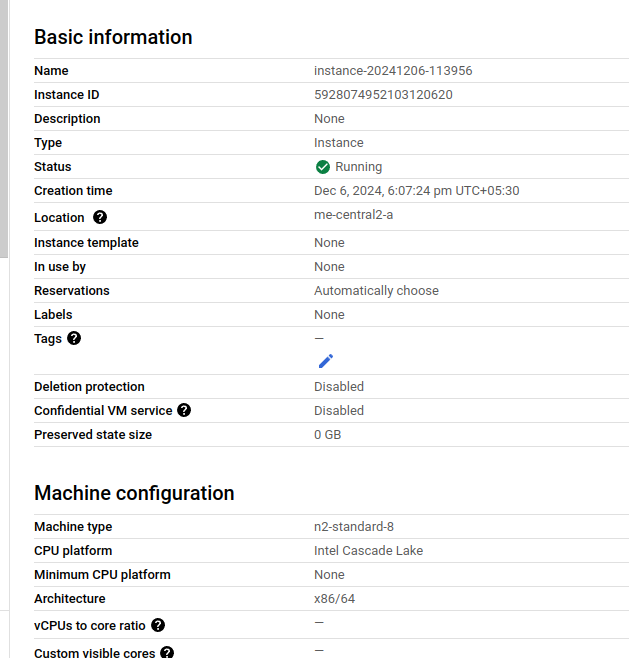 Basic information
Name instance-20241206-113956
Instance ID 5928074952103120620
Description None
Type Instance
Status Running
Creation time Dec 6, 2024, 6:07:24 pm UTC+05:30
Location ? me-central2-a
Instance template None
In use by None
Reservations Automatically choose
Labels None
Tags ? —
Deletion protection Disabled
Confidential VM service ? Disabled
Preserved state size 0 GB
Machine configuration
Machine type n2-standard-8
CPU platform Intel Cascade Lake
Minimum CPU platform None
Architecture x86/64
vCPUs to core ratio ? —
Custom visible cores ? —